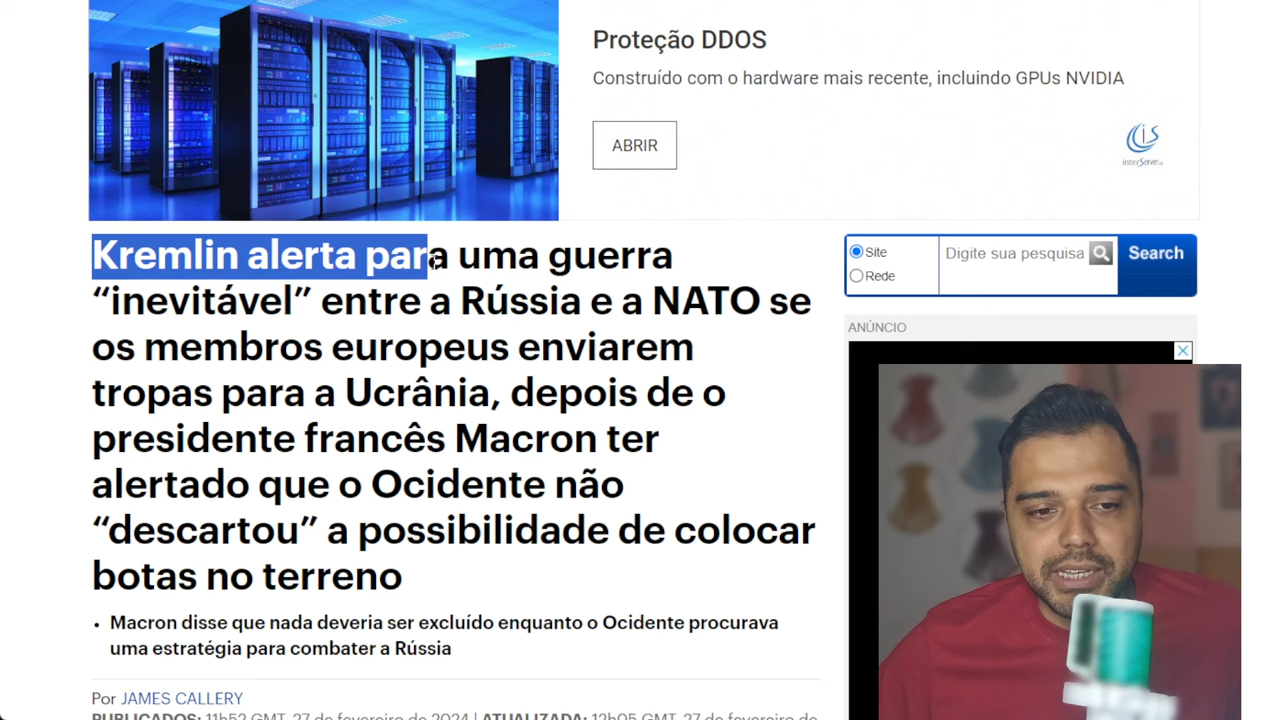 Proteção DDOS
Construído com o hardware mais recente, incluindo GPUs NVIDIA
ABRIR
interServer
Kremlin alerta para uma guerra
“inevitável” entre a Rússia e a NATO se
os membros europeus enviarem
tropas para a Ucrânia, depois de o
presidente francês Macron ter
alertado que o Ocidente não
“descartou” a possibilidade de colocar
botas no terreno
• Macron disse que nada deveria ser excluído enquanto o Ocidente procurava
uma estratégia para combater a Rússia
Por JAMES CALLERY
PUBLICADOS: 11h52 GMT, 27 de fevereiro de 2024 | ATUALIZADA: 12h05 GMT, 27 de fevereiro de
Site
Rede
Digite sua pesquisa
Search
ANÚNCIO